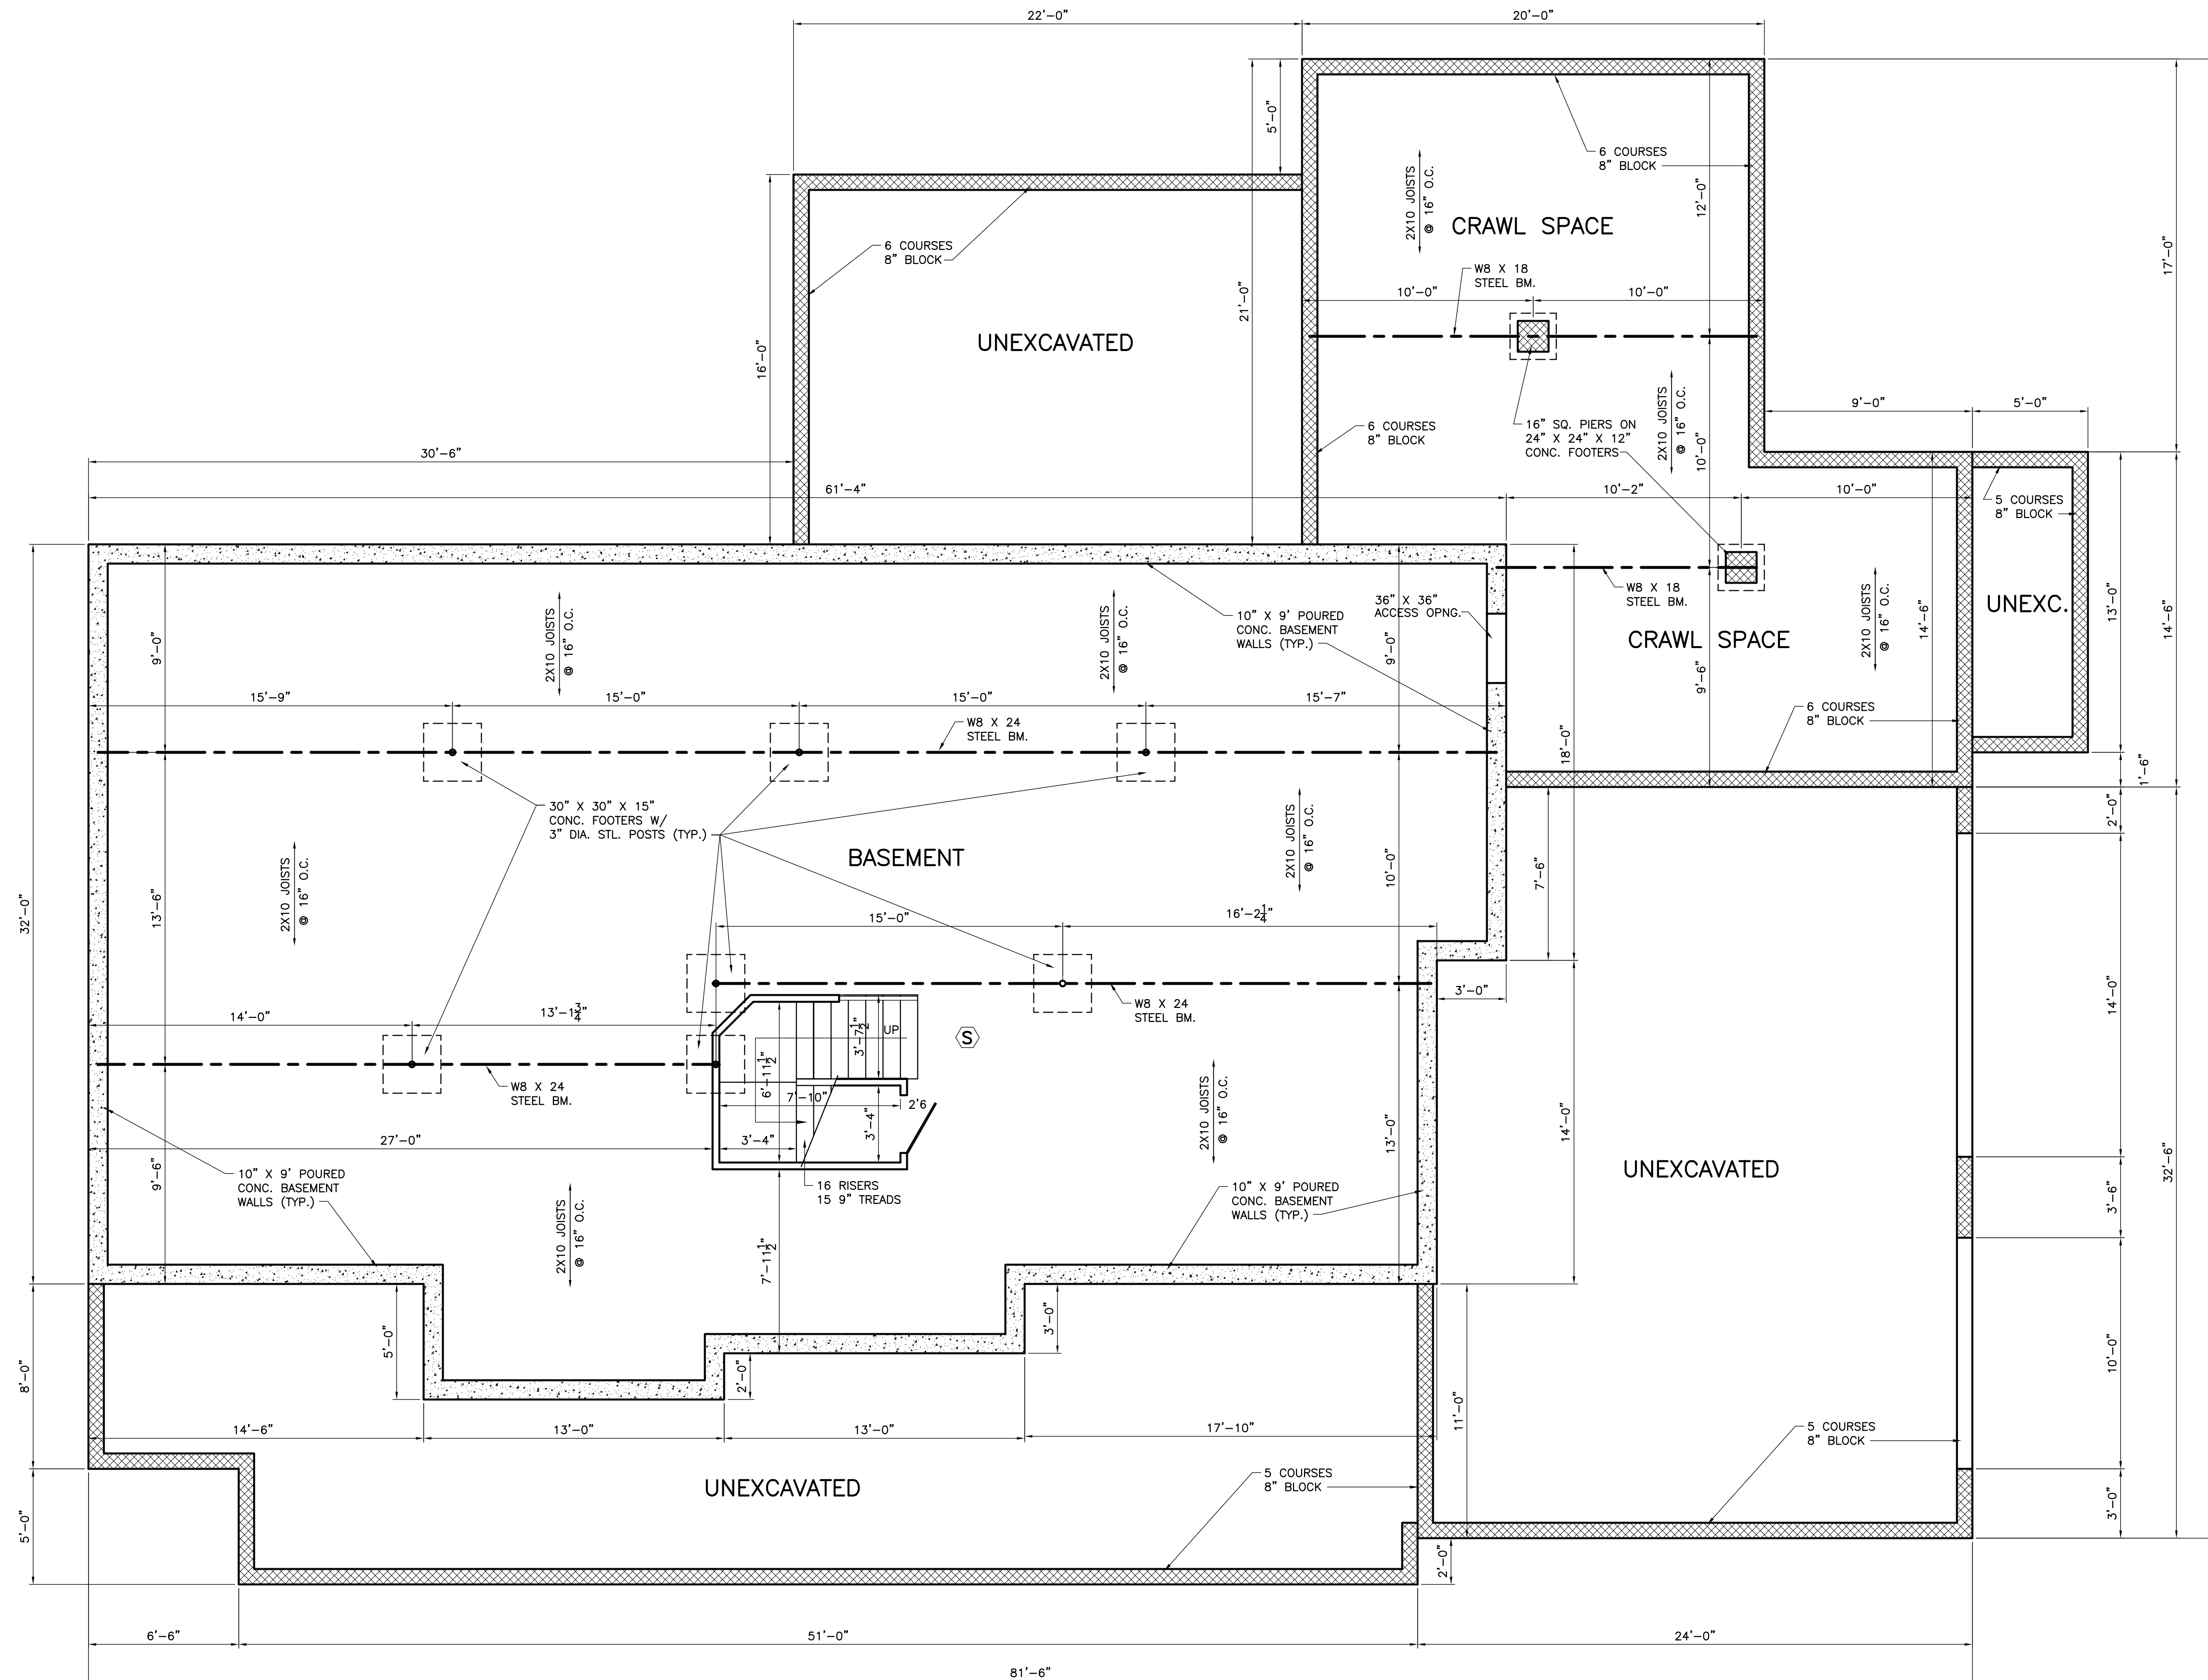 22'-0"
20'-0"
5'-0"
6 COURSES
8" BLOCK
2X10 JOISTS
@ 16" O.C.
12'-0"
CRAWL SPACE
17'-0"
6 COURSES
8" BLOCK
W8 X 18
STEEL BM.
10'-0"
10'-0"
21'-0"
16'-0"
UNEXCAVATED
2X10 JOISTS
@ 16" O.C.
9'-0"
5'-0"
6 COURSES
8" BLOCK
16" SQ. PIERS ON
24" X 24" X 12"
CONC. FOOTERS
10'-0"
30'-6"
61'-4"
10'-2"
10'-0"
5 COURSES
8" BLOCK
W8 X 18
STEEL BM.
UNEXC.
13'-0"
14'-6"
36" X 36"
ACCESS OPNG.
10" X 9' POURED
CONC. BASEMENT
WALLS (TYP.)
2X10 JOISTS
@ 16" O.C.
2X10 JOISTS
@ 16" O.C.
2X10 JOISTS
@ 16" O.C.
14'-6"
CRAWL SPACE
9'-0"
9'-0"
9'-6"
15'-9"
15'-0"
15'-0"
15'-7"
6 COURSES
8" BLOCK
W8 X 24
STEEL BM.
18'-0"
1'-6"
30" X 30" X 15"
CONC. FOOTERS W/
3" DIA. STL. POSTS (TYP.)
2'-0"
BASEMENT
2X10 JOISTS
@ 16" O.C.
2X10 JOISTS
@ 16" O.C.
7'-6"
10'-0"
32'-0"
13'-6"
15'-0"
16'-2 1/4"
14'-0"
3'-0"
W8 X 24
STEEL BM.
14'-0"
13'-1 3/4"
UP
S
3'-7 1/2"
6'-11 1/2"
W8 X 24
STEEL BM.
7'-10"
2'6
2X10 JOISTS
@ 16" O.C.
14'-0"
3'-4"
27'-0"
3'-4"
13'-0"
9'-6"
UNEXCAVATED
32'-6"
3'-6"
10" X 9' POURED
CONC. BASEMENT
WALLS (TYP.)
16 RISERS
15 9" TREADS
10" X 9' POURED
CONC. BASEMENT
WALLS (TYP.)
2X10 JOISTS
@ 16" O.C.
7'-11 1/2"
3'-0"
5'-0"
8'-0"
2'-0"
10'-0"
11'-0"
14'-6"
13'-0"
13'-0"
17'-10"
5 COURSES
8" BLOCK
UNEXCAVATED
5 COURSES
8" BLOCK
3'-0"
5'-0"
2'-0"
6'-6"
51'-0"
24'-0"
81'-6"